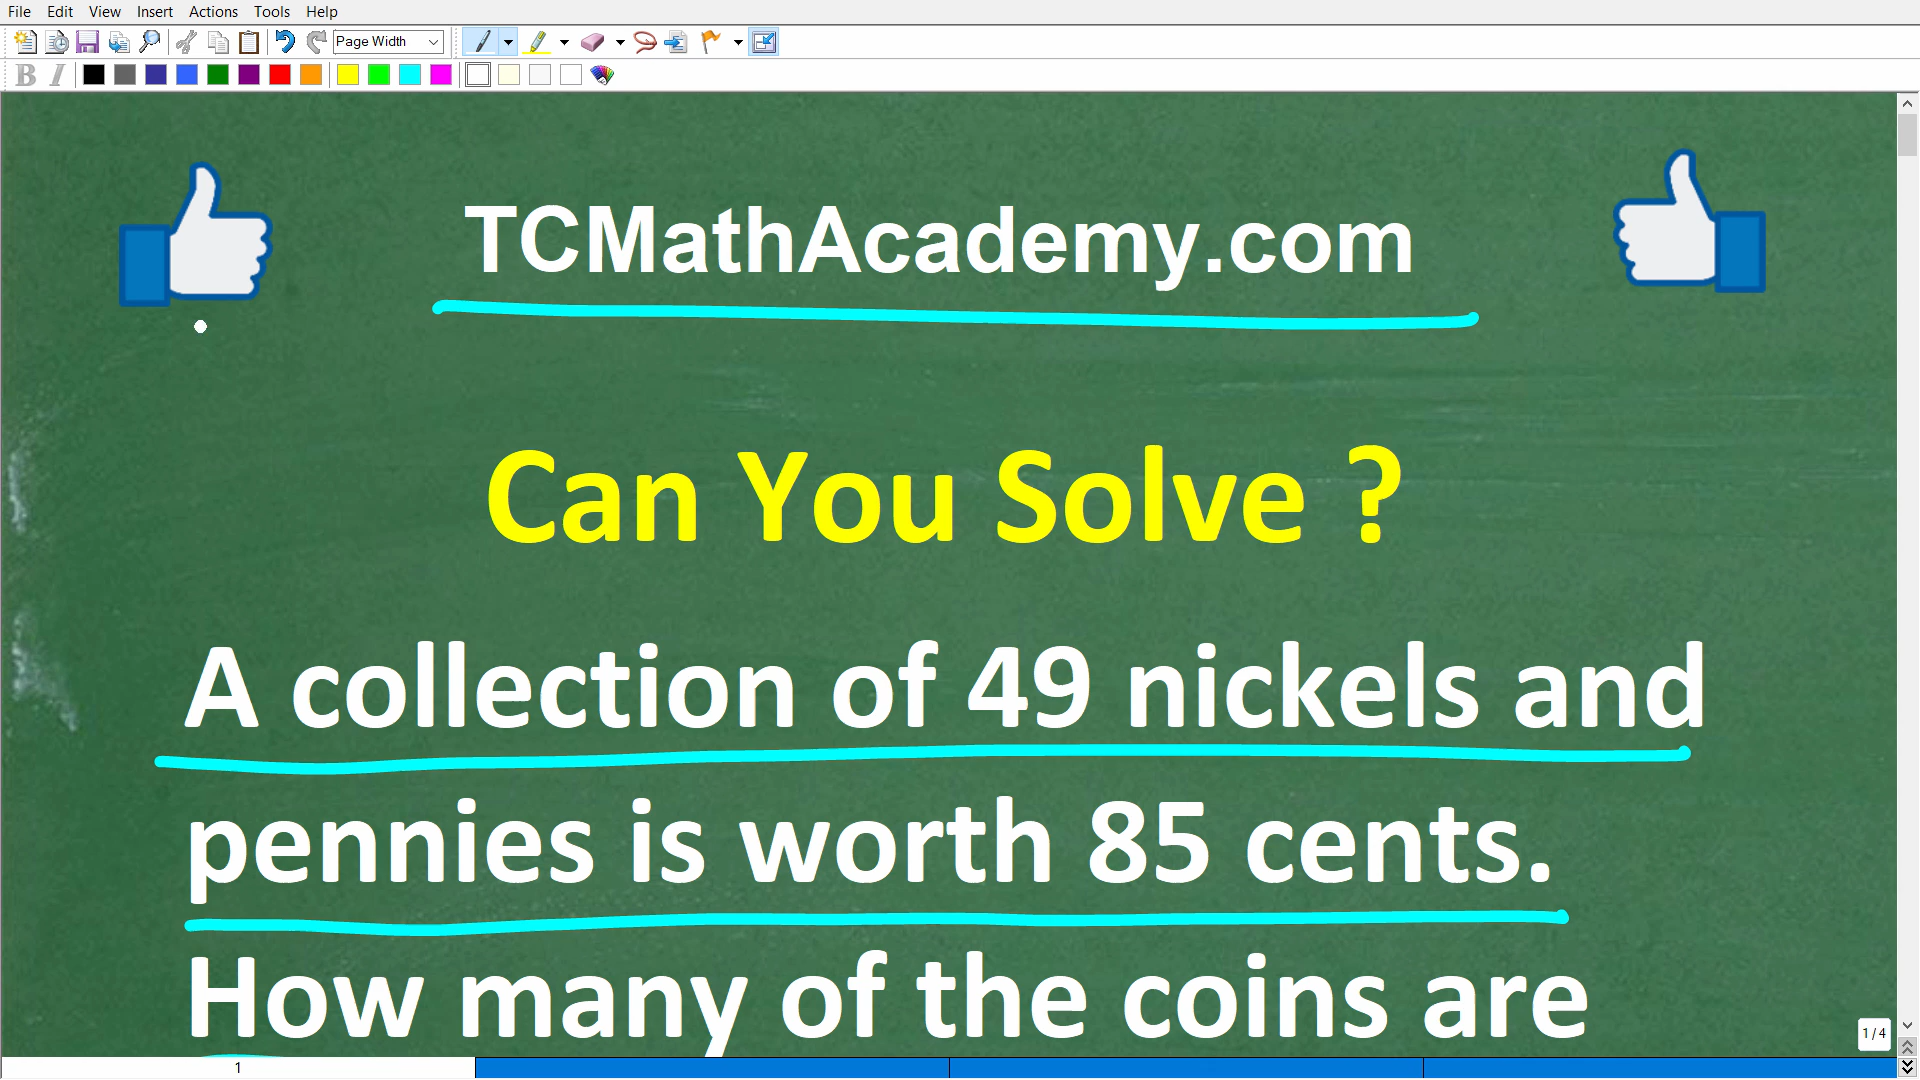 File Edit View Insert Actions Tools Help
Page Width
B I
TCMathAcademy.com
Can You Solve ?
A collection of 49 nickels and
pennies is worth 85 cents.
How many of the coins are
1 / 4
1